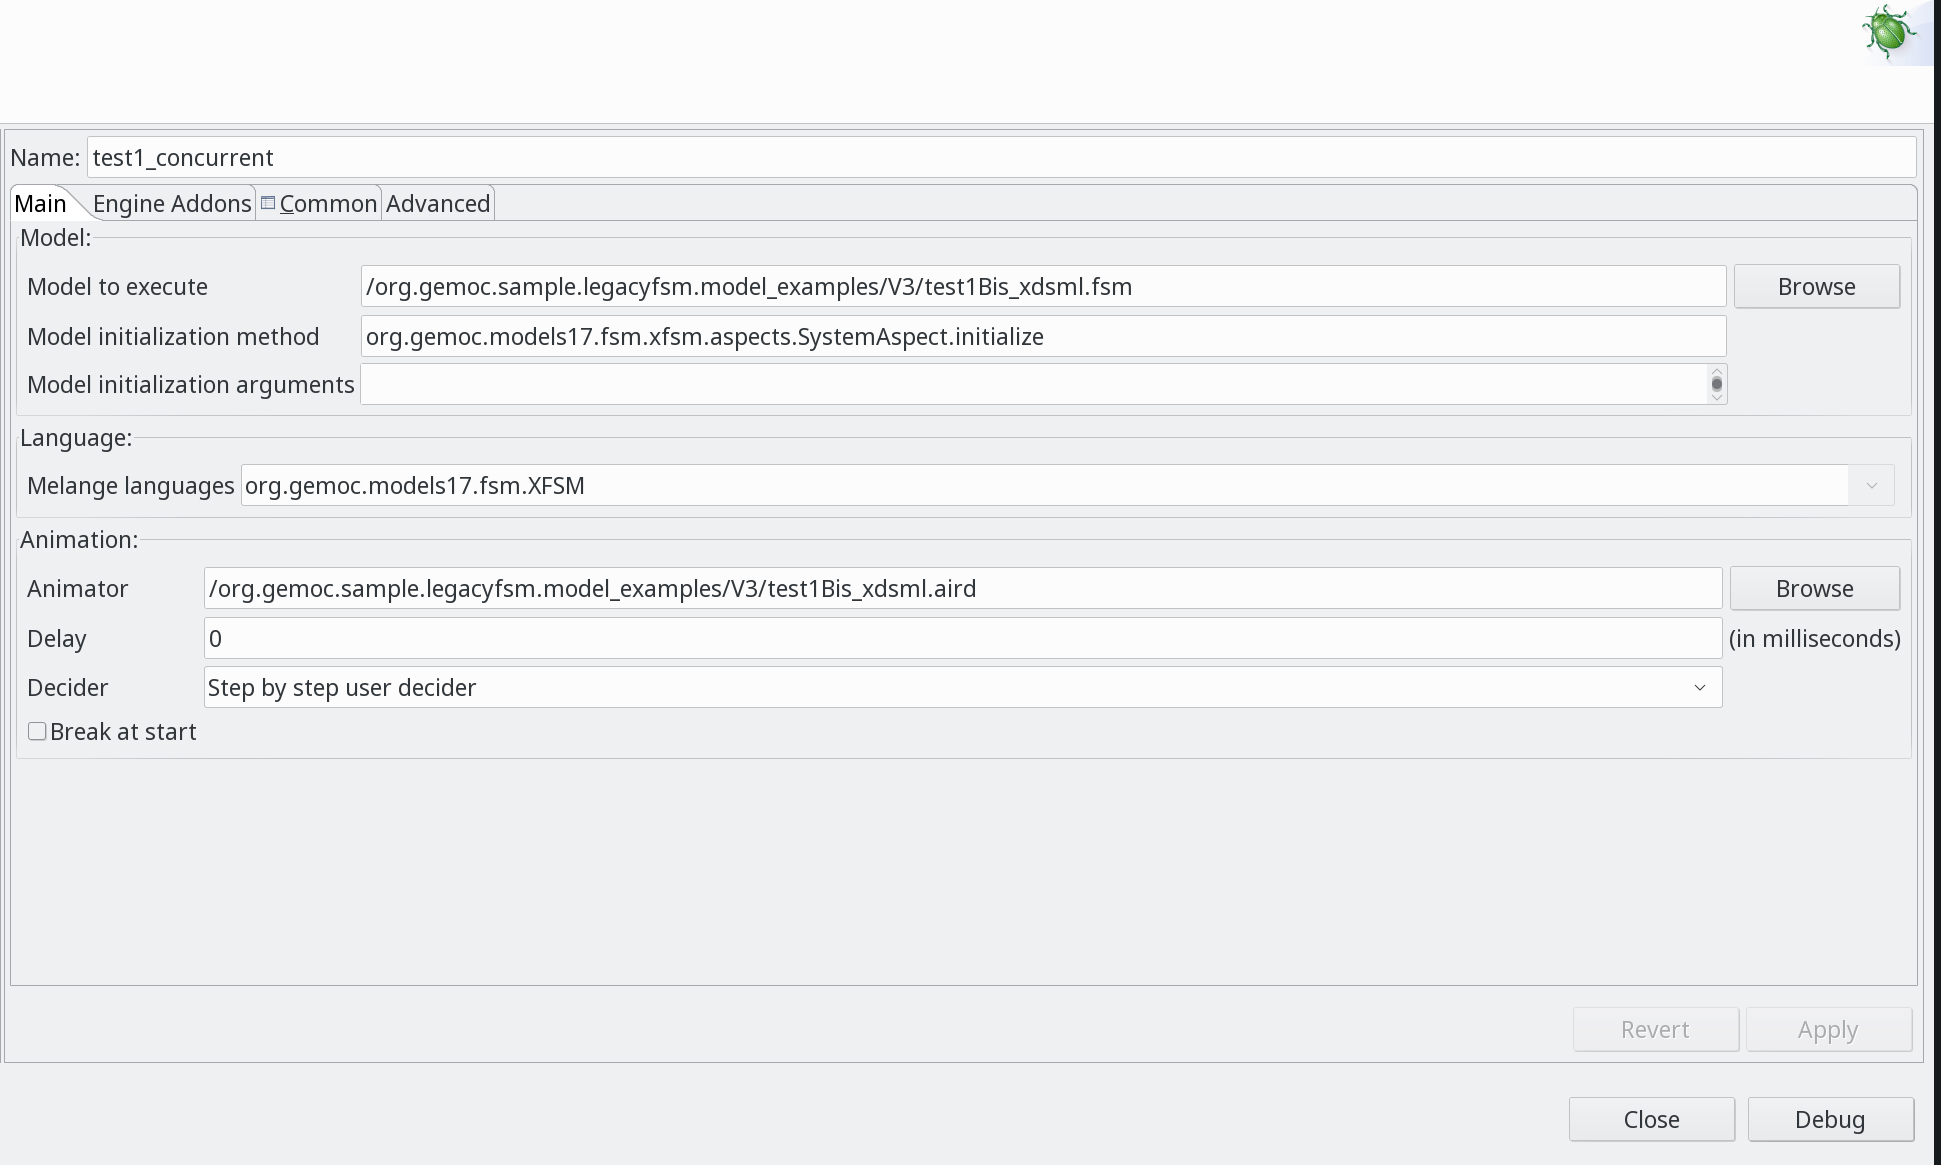 Name: test1_concurrent
Main Engine Addons Common Advanced
Model:
Model to execute /org.gemoc.sample.legacyfsm.model_examples/V3/test1Bis_xdsml.fsm Browse
Model initialization method org.gemoc.models17.fsm.xfsm.aspects.SystemAspect.initialize
Model initialization arguments
Language:
Melange languages org.gemoc.models17.fsm.XFSM
Animation:
Animator /org.gemoc.sample.legacyfsm.model_examples/V3/test1Bis_xdsml.aird Browse
Delay 0 (in milliseconds)
Decider Step by step user decider
Break at start
Revert Apply
Close Debug